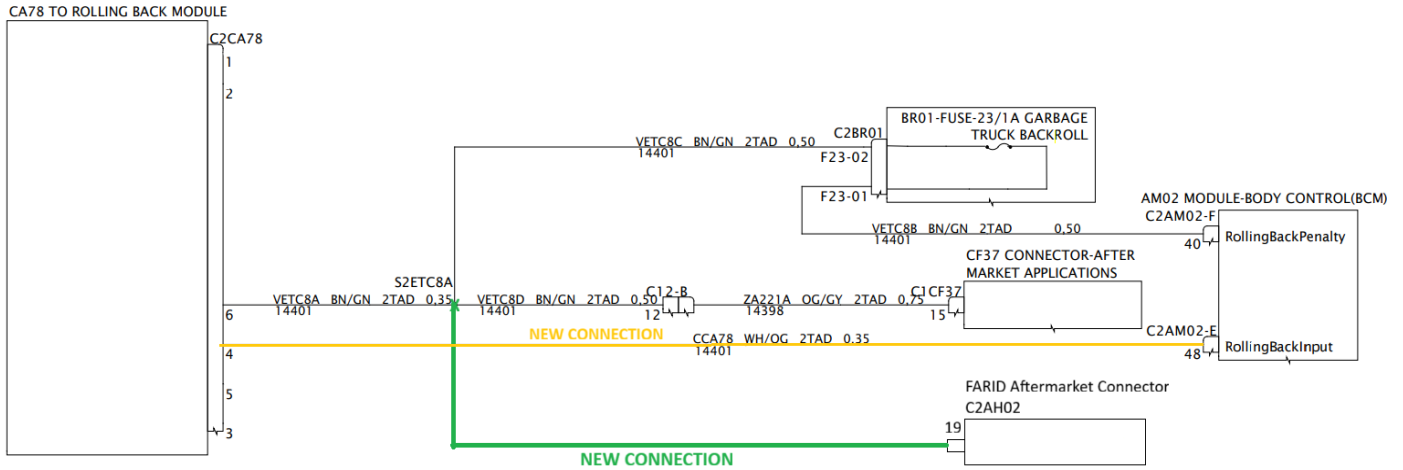 CA78 TO ROLLING BACK MODULE
C2CA78
1
2
BR01-FUSE-23/1A GARBAGE
TRUCK BACKROLL
C2BR01
VETC8C BN/GN 2TAD 0,50
14401
F23-02
F23-01
AM02 MODULE-BODY CONTROL(BCM)
C2AM02-F
VETC8B BN/GN 2TAD 0,50
14401
40
RollingBackPenalty
CF37 CONNECTOR-AFTER
MARKET APPLICATIONS
S2ETC8A
C12-B
C1CF37
VETC8A BN/GN 2TAD 0,35
14401
VETC8D BN/GN 2TAD 0,50
14401
ZA221A OG/GY 2TAD 0,75
14398
6
12
15
C2AM02-E
NEW CONNECTION
CCA78 WH/OG 2TAD 0.35
14401
4
48
RollingBackInput
5
FARID Aftermarket Connector
C2AH02
3
19
NEW CONNECTION